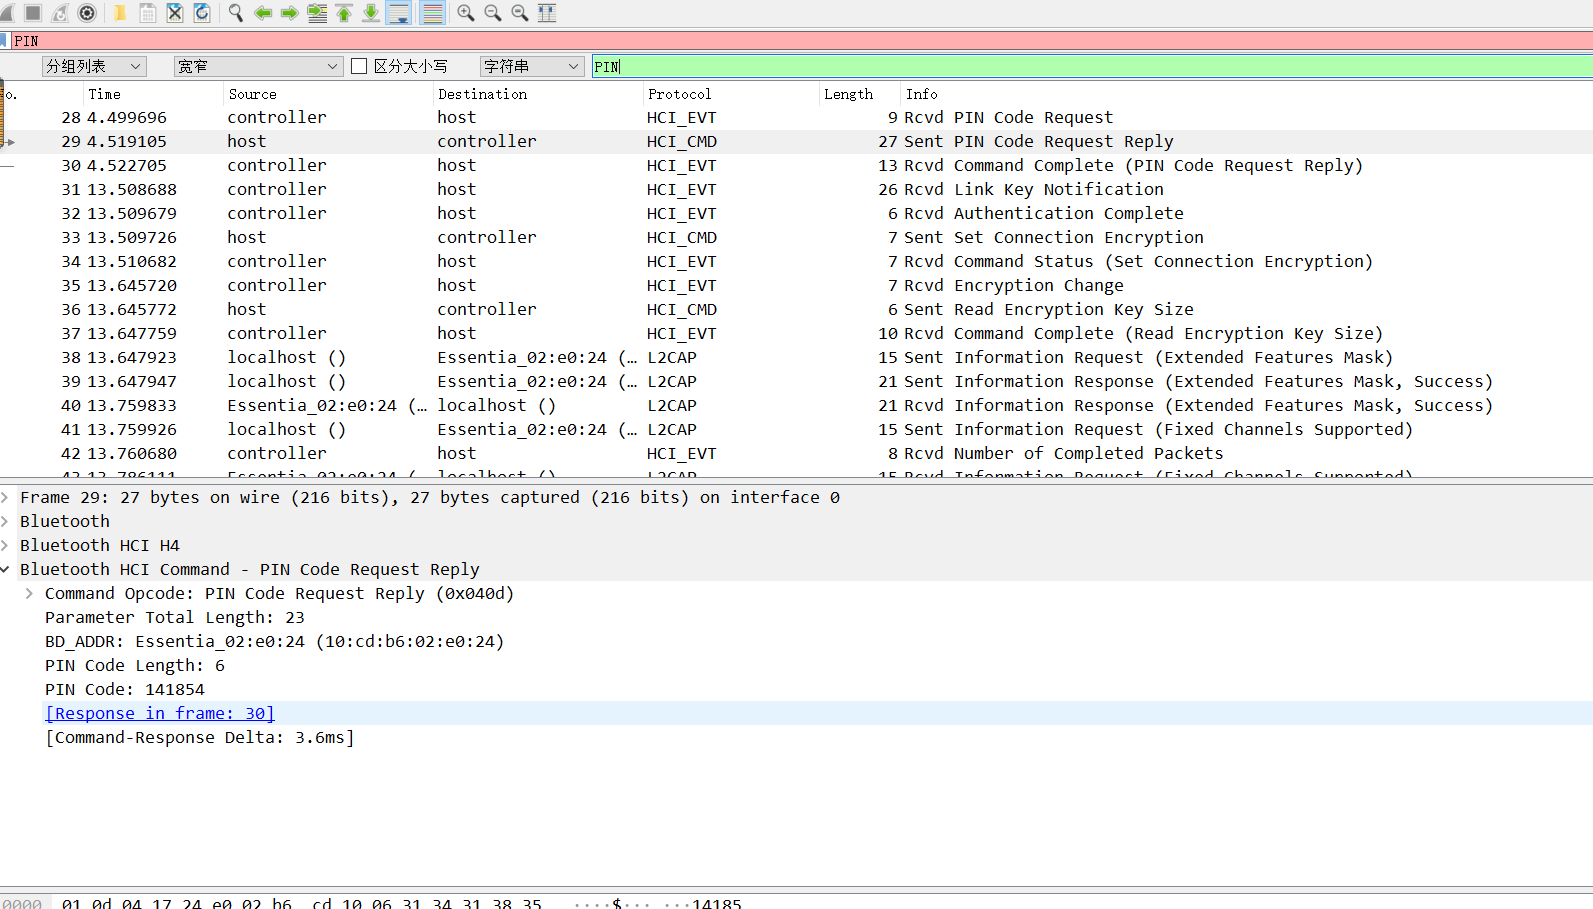 PIN
分组列表 宽窄 区分大小写 字符串 PIN
o. Time Source Destination Protocol Length Info
28 4.499696 controller host HCI_EVT 9 Rcvd PIN Code Request
29 4.519105 host controller HCI_CMD 27 Sent PIN Code Request Reply
30 4.522705 controller host HCI_EVT 13 Rcvd Command Complete (PIN Code Request Reply)
31 13.508688 controller host HCI_EVT 26 Rcvd Link Key Notification
32 13.509679 controller host HCI_EVT 6 Rcvd Authentication Complete
33 13.509726 host controller HCI_CMD 7 Sent Set Connection Encryption
34 13.510682 controller host HCI_EVT 7 Rcvd Command Status (Set Connection Encryption)
35 13.645720 controller host HCI_EVT 7 Rcvd Encryption Change
36 13.645772 host controller HCI_CMD 6 Sent Read Encryption Key Size
37 13.647759 controller host HCI_EVT 10 Rcvd Command Complete (Read Encryption Key Size)
38 13.647923 localhost () Essentia_02:e0:24 (… L2CAP 15 Sent Information Request (Extended Features Mask)
39 13.647947 localhost () Essentia_02:e0:24 (… L2CAP 21 Sent Information Response (Extended Features Mask, Success)
40 13.759833 Essentia_02:e0:24 (… localhost () L2CAP 21 Rcvd Information Response (Extended Features Mask, Success)
41 13.759926 localhost () Essentia_02:e0:24 (… L2CAP 15 Sent Information Request (Fixed Channels Supported)
42 13.760680 controller host HCI_EVT 8 Rcvd Number of Completed Packets
43 13.786111 Essentia_02:e0:24 (… localhost () L2CAP 15 Rcvd Information Request (Fixed Channels Supported)
Frame 29: 27 bytes on wire (216 bits), 27 bytes captured (216 bits) on interface 0
Bluetooth
Bluetooth HCI H4
Bluetooth HCI Command - PIN Code Request Reply
Command Opcode: PIN Code Request Reply (0x040d)
Parameter Total Length: 23
BD_ADDR: Essentia_02:e0:24 (10:cd:b6:02:e0:24)
PIN Code Length: 6
PIN Code: 141854
[Response in frame: 30]
[Command-Response Delta: 3.6ms]
0000 01 0d 04 17 24 e0 02 b6 cd 10 06 31 34 31 38 35 ····$··· ···14185